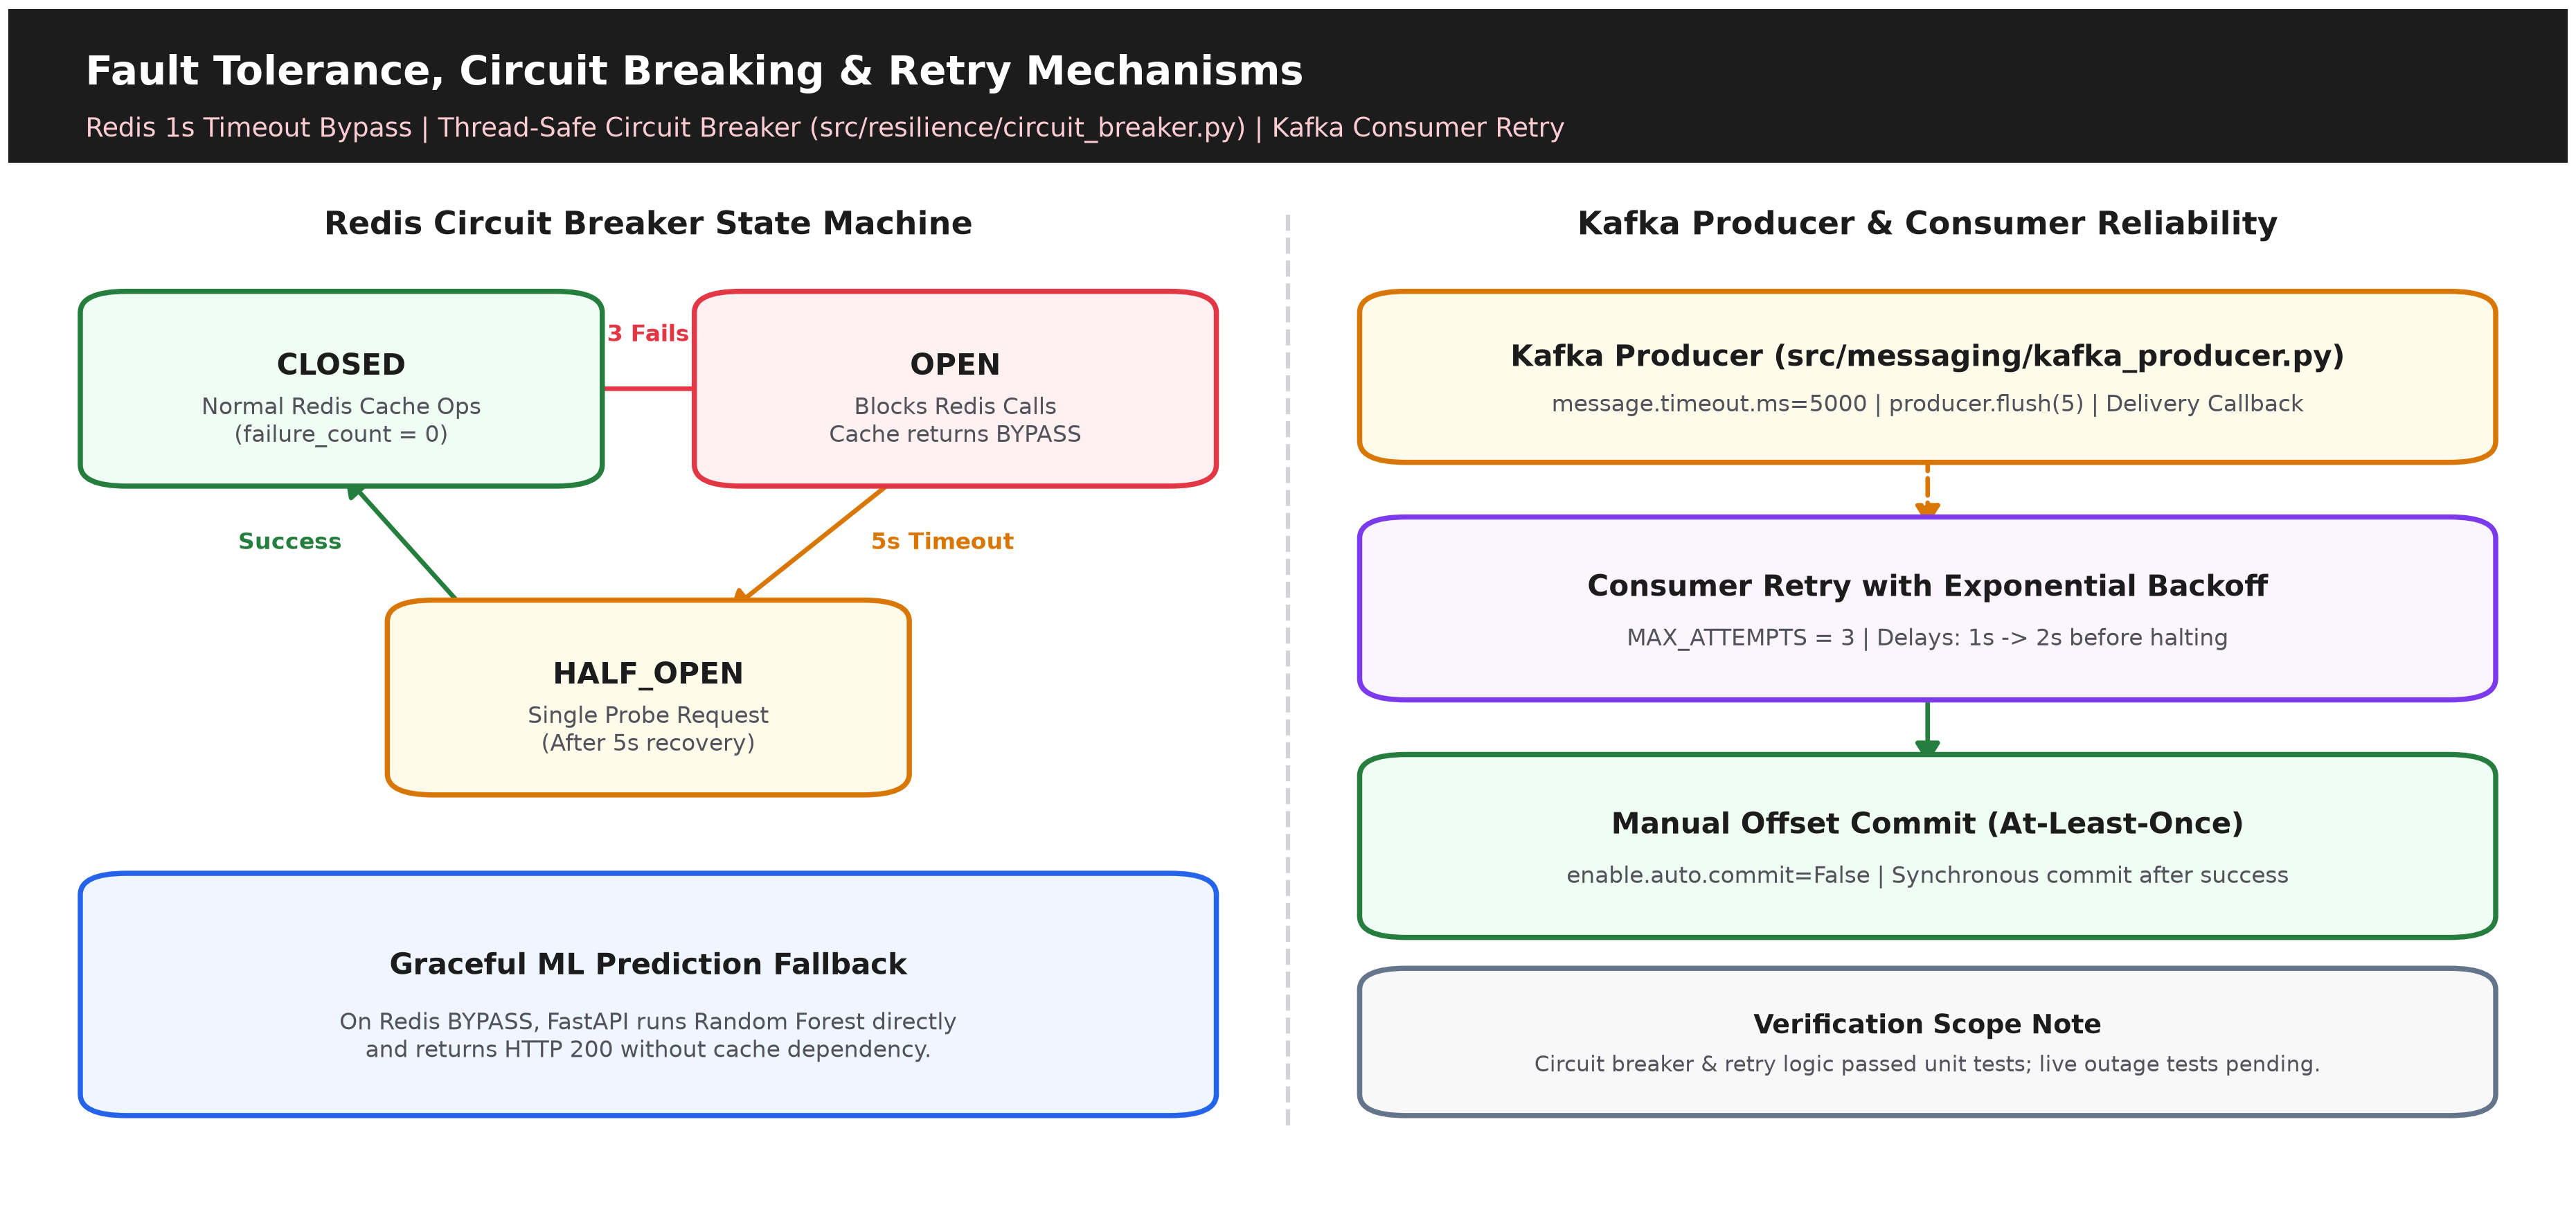 Fault Tolerance, Circuit Breaking & Retry Mechanisms
Redis 1s Timeout Bypass | Thread-Safe Circuit Breaker (src/resilience/circuit_breaker.py) | Kafka Consumer Retry
Redis Circuit Breaker State Machine
CLOSED
Normal Redis Cache Ops
(failure_count = 0)
3 Fails
OPEN
Blocks Redis Calls
Cache returns BYPASS
Success
5s Timeout
HALF_OPEN
Single Probe Request
(After 5s recovery)
Graceful ML Prediction Fallback
On Redis BYPASS, FastAPI runs Random Forest directly
and returns HTTP 200 without cache dependency.
Kafka Producer & Consumer Reliability
Kafka Producer (src/messaging/kafka_producer.py)
message.timeout.ms=5000 | producer.flush(5) | Delivery Callback
Consumer Retry with Exponential Backoff
MAX_ATTEMPTS = 3 | Delays: 1s -> 2s before halting
Manual Offset Commit (At-Least-Once)
enable.auto.commit=False | Synchronous commit after success
Verification Scope Note
Circuit breaker & retry logic passed unit tests; live outage tests pending.